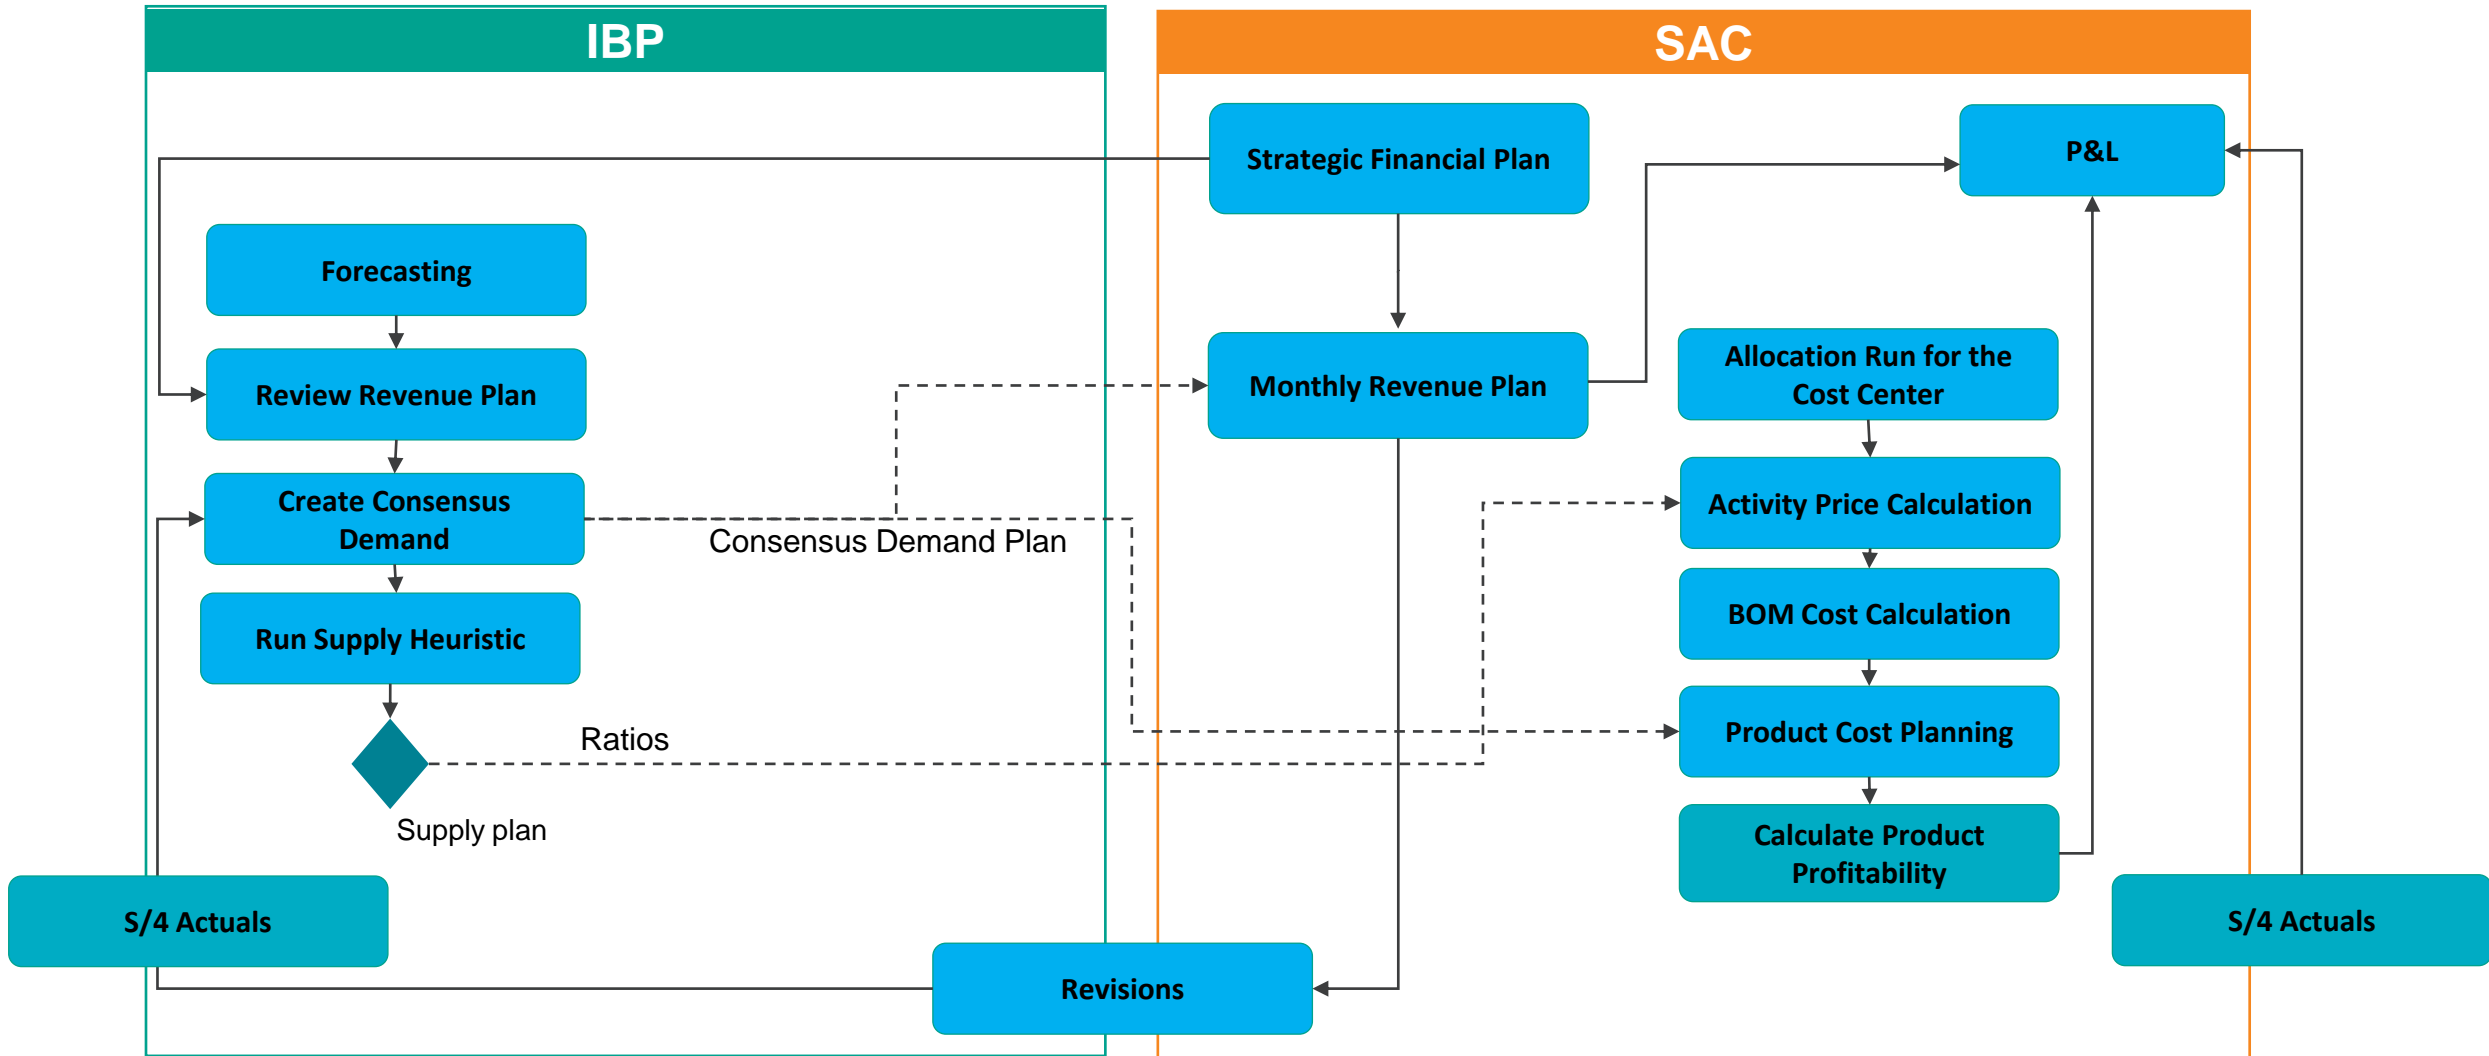 IBP
SAC
Strategic Financial Plan
P&L
Forecasting
Review Revenue Plan
Monthly Revenue Plan
Allocation Run for the
Cost Center
Create Consensus
Demand
Consensus Demand Plan
Activity Price Calculation
Run Supply Heuristic
BOM Cost Calculation
Ratios
Product Cost Planning
Supply plan
Calculate Product
Profitability
S/4 Actuals
S/4 Actuals
Revisions